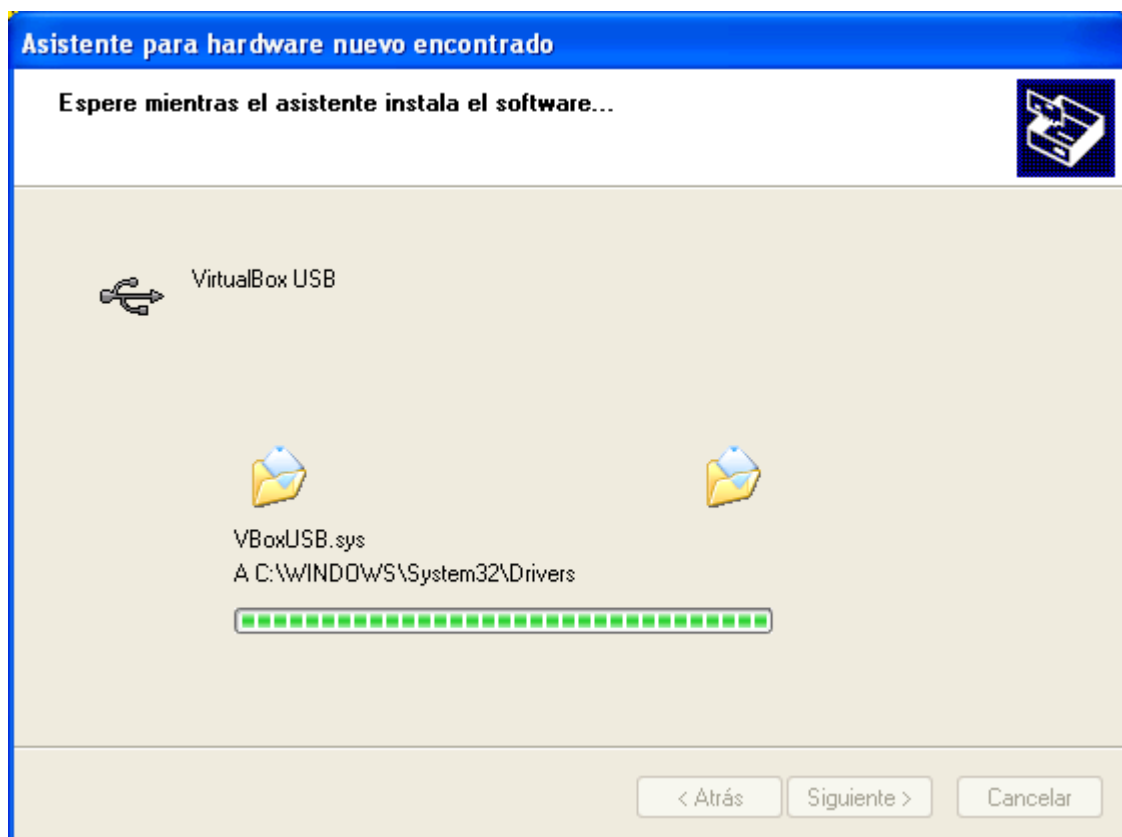 Asistente para hardware nuevo encontrado
Espere mientras el asistente instala el software...
VirtualBox USB
VBoxUSB.sys
A C:\WINDOWS\System32\Drivers
< Atrás
Siguiente >
Cancelar